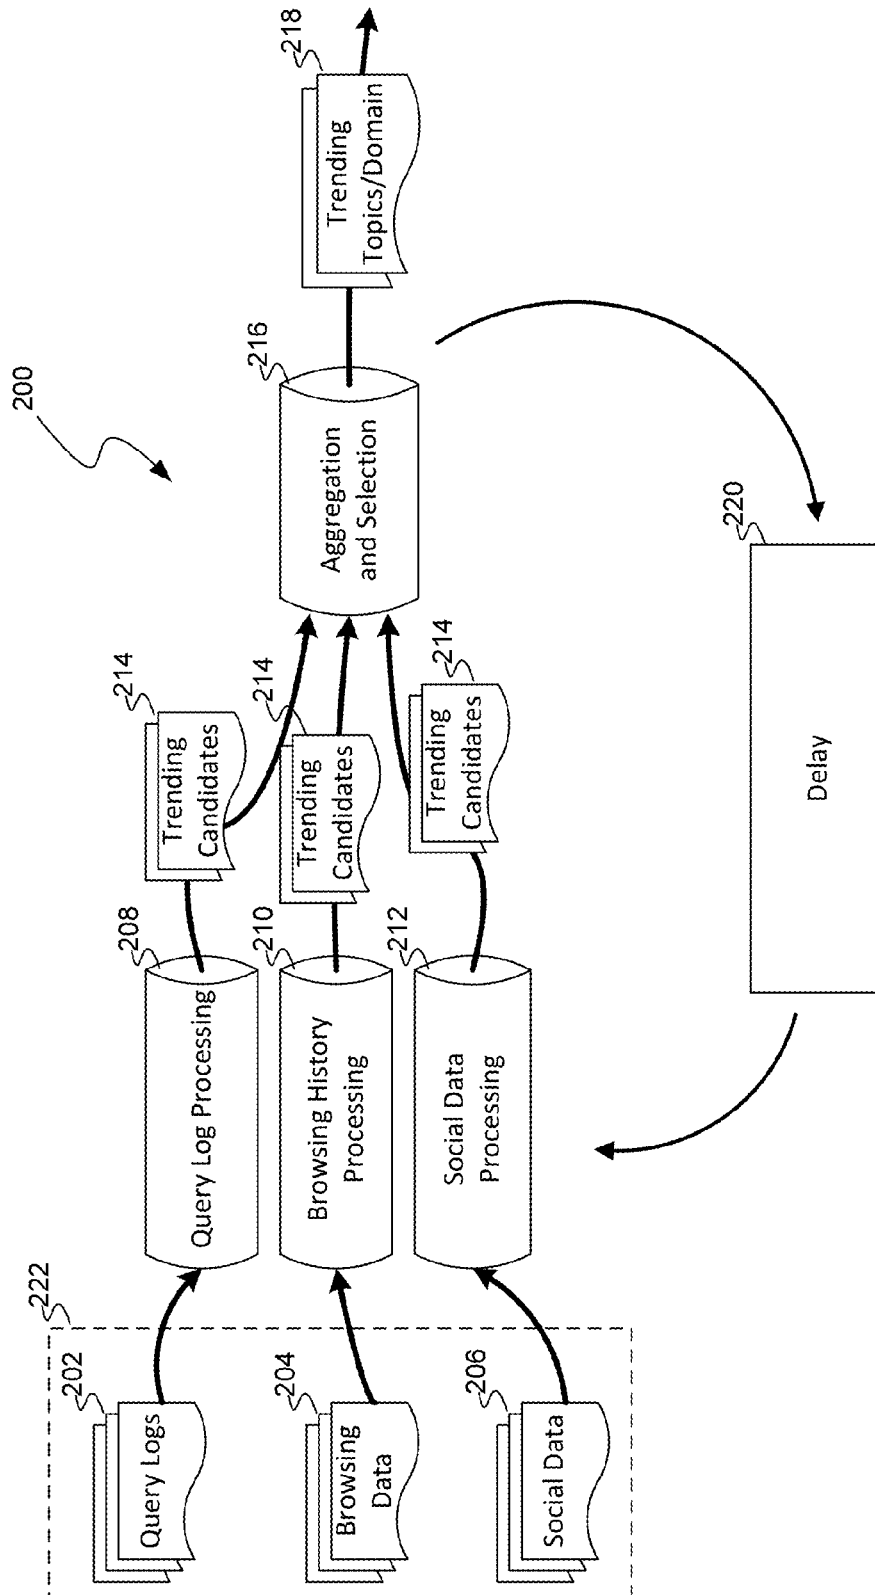 200
222
202
Query Logs
204
Browsing
Data
206
Social Data
208
Query Log Processing
210
Browsing History
Processing
212
Social Data
Processing
214
Trending
Candidates
214
Trending
Candidates
214
Trending
Candidates
216
Aggregation
and Selection
218
Trending
Topics/Domain
220
Delay